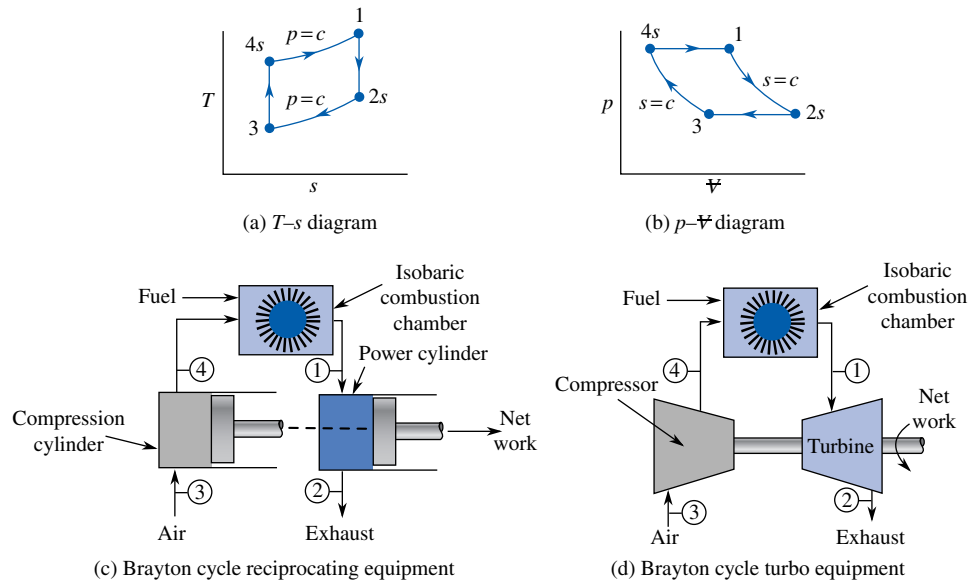 1
4s
p = c
T
p = c
2s
3
s
(a) T–s diagram
4s
1
s = c
p
s = c
3
2s
V
(b) p–V diagram
Fuel
Isobaric
combustion
chamber
Power cylinder
4
1
Compression
cylinder
Net
work
3
2
Air
Exhaust
(c) Brayton cycle reciprocating equipment
Fuel
Isobaric
combustion
chamber
4
1
Compressor
Net
work
Turbine
2
3
Air
Exhaust
(d) Brayton cycle turbo equipment